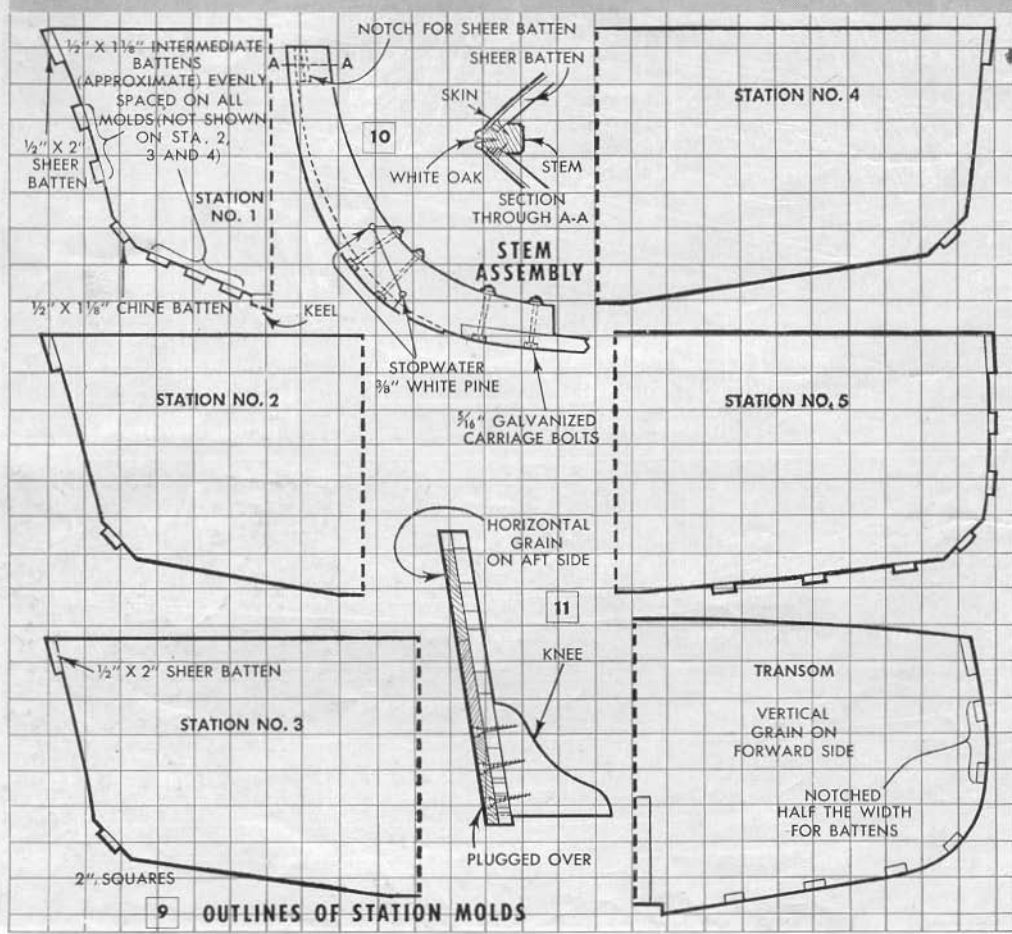 ½" X 1⅛" INTERMEDIATE
BATTENS
(APPROXIMATE) EVENLY
SPACED ON ALL
MOLDS (NOT SHOWN
ON STA. 2,
3 AND 4)
½" X 2"
SHEER
BATTEN
STATION
NO. 1
½" X 1⅛" CHINE BATTEN
KEEL
NOTCH FOR SHEER BATTEN
A
A
SHEER BATTEN
SKIN
10
WHITE OAK
STEM
SECTION
THROUGH A-A
STEM
ASSEMBLY
STOPWATER
⅜" WHITE PINE
5/16" GALVANIZED
CARRIAGE BOLTS
STATION NO. 4
STATION NO. 2
STATION NO. 5
HORIZONTAL
GRAIN
ON AFT SIDE
11
KNEE
PLUGGED OVER
½" X 2" SHEER BATTEN
STATION NO. 3
2" SQUARES
TRANSOM
VERTICAL
GRAIN ON
FORWARD SIDE
NOTCHED
HALF THE WIDTH
FOR BATTENS
9 OUTLINES OF STATION MOLDS